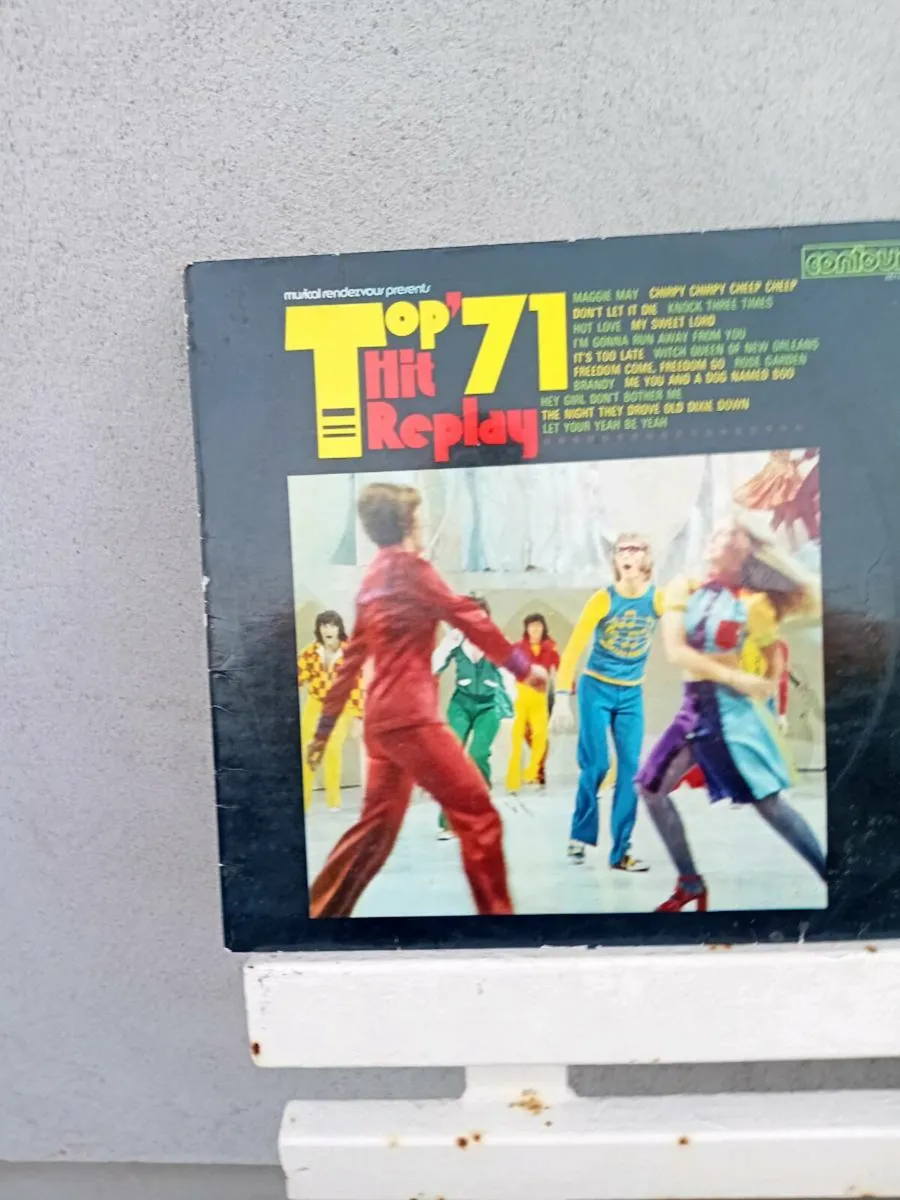 musical rendezvous presents
Top' 71
Hit
Replay
contour
MAGGIE MAY CHIRPY CHIRPY CHEEP CHEEP
DON'T LET IT DIE KNOCK THREE TIMES
HOT LOVE MY SWEET LORD
I'M GONNA RUN AWAY FROM YOU
IT'S TOO LATE WITCH QUEEN OF NEW ORLEANS
FREEDOM COME, FREEDOM GO ROSE GARDEN
BRANDY ME YOU AND A DOG NAMED BOO
HEY GIRL DON'T BOTHER ME
THE NIGHT THEY DROVE OLD DIXIE DOWN
LET YOUR YEAH BE YEAH